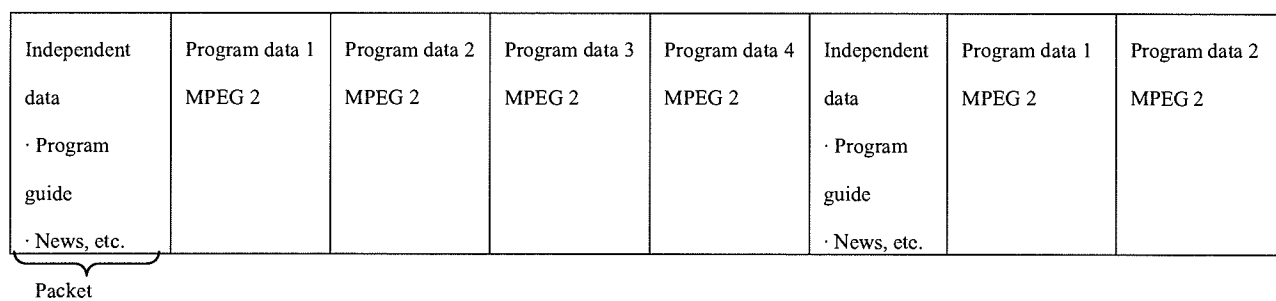 Independent
data
· Program
guide
· News, etc.
Program data 1
MPEG 2
Program data 2
MPEG 2
Program data 3
MPEG 2
Program data 4
MPEG 2
Independent
data
· Program
guide
· News, etc.
Program data 1
MPEG 2
Program data 2
MPEG 2
Packet